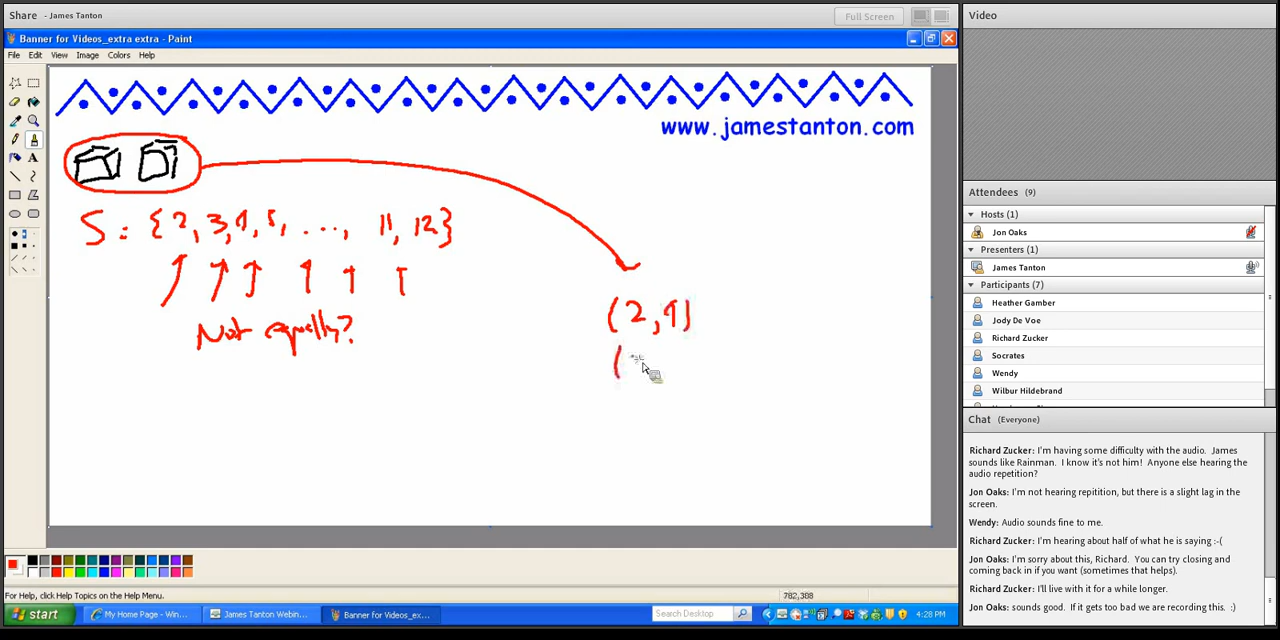 Share - James Tanton
Full Screen
Video
Banner for Videos_extra extra - Paint
File Edit View Image Colors Help
www.jamestanton.com
S = {2, 3, 4, 5, ..., 11, 12}
Not equally?
(2,4)
(
Attendees (9)
Hosts (1)
Jon Oaks
Presenters (1)
James Tanton
Participants (7)
Heather Gamber
Jody De Voe
Richard Zucker
Socrates
Wendy
Wilbur Hildebrand
Chat (Everyone)
Richard Zucker: I'm having some difficulty with the audio. James
sounds like Rainman. I know it's not him! Anyone else hearing the
audio repetition?
Jon Oaks: I'm not hearing repitition, but there is a slight lag in the
screen.
Wendy: Audio sounds fine to me.
Richard Zucker: I'm hearing about half of what he is saying :-(
Jon Oaks: I'm sorry about this, Richard. You can try closing and
coming back in if you want (sometimes that helps).
Richard Zucker: I'll live with it for a while longer.
Jon Oaks: sounds good. If it gets too bad we are recording this. :)
For Help, click Help Topics on the Help Menu.
782,388
start
My Home Page - Win...
James Tanton Webin...
Banner for Videos_ex...
Search Desktop
4:28 PM